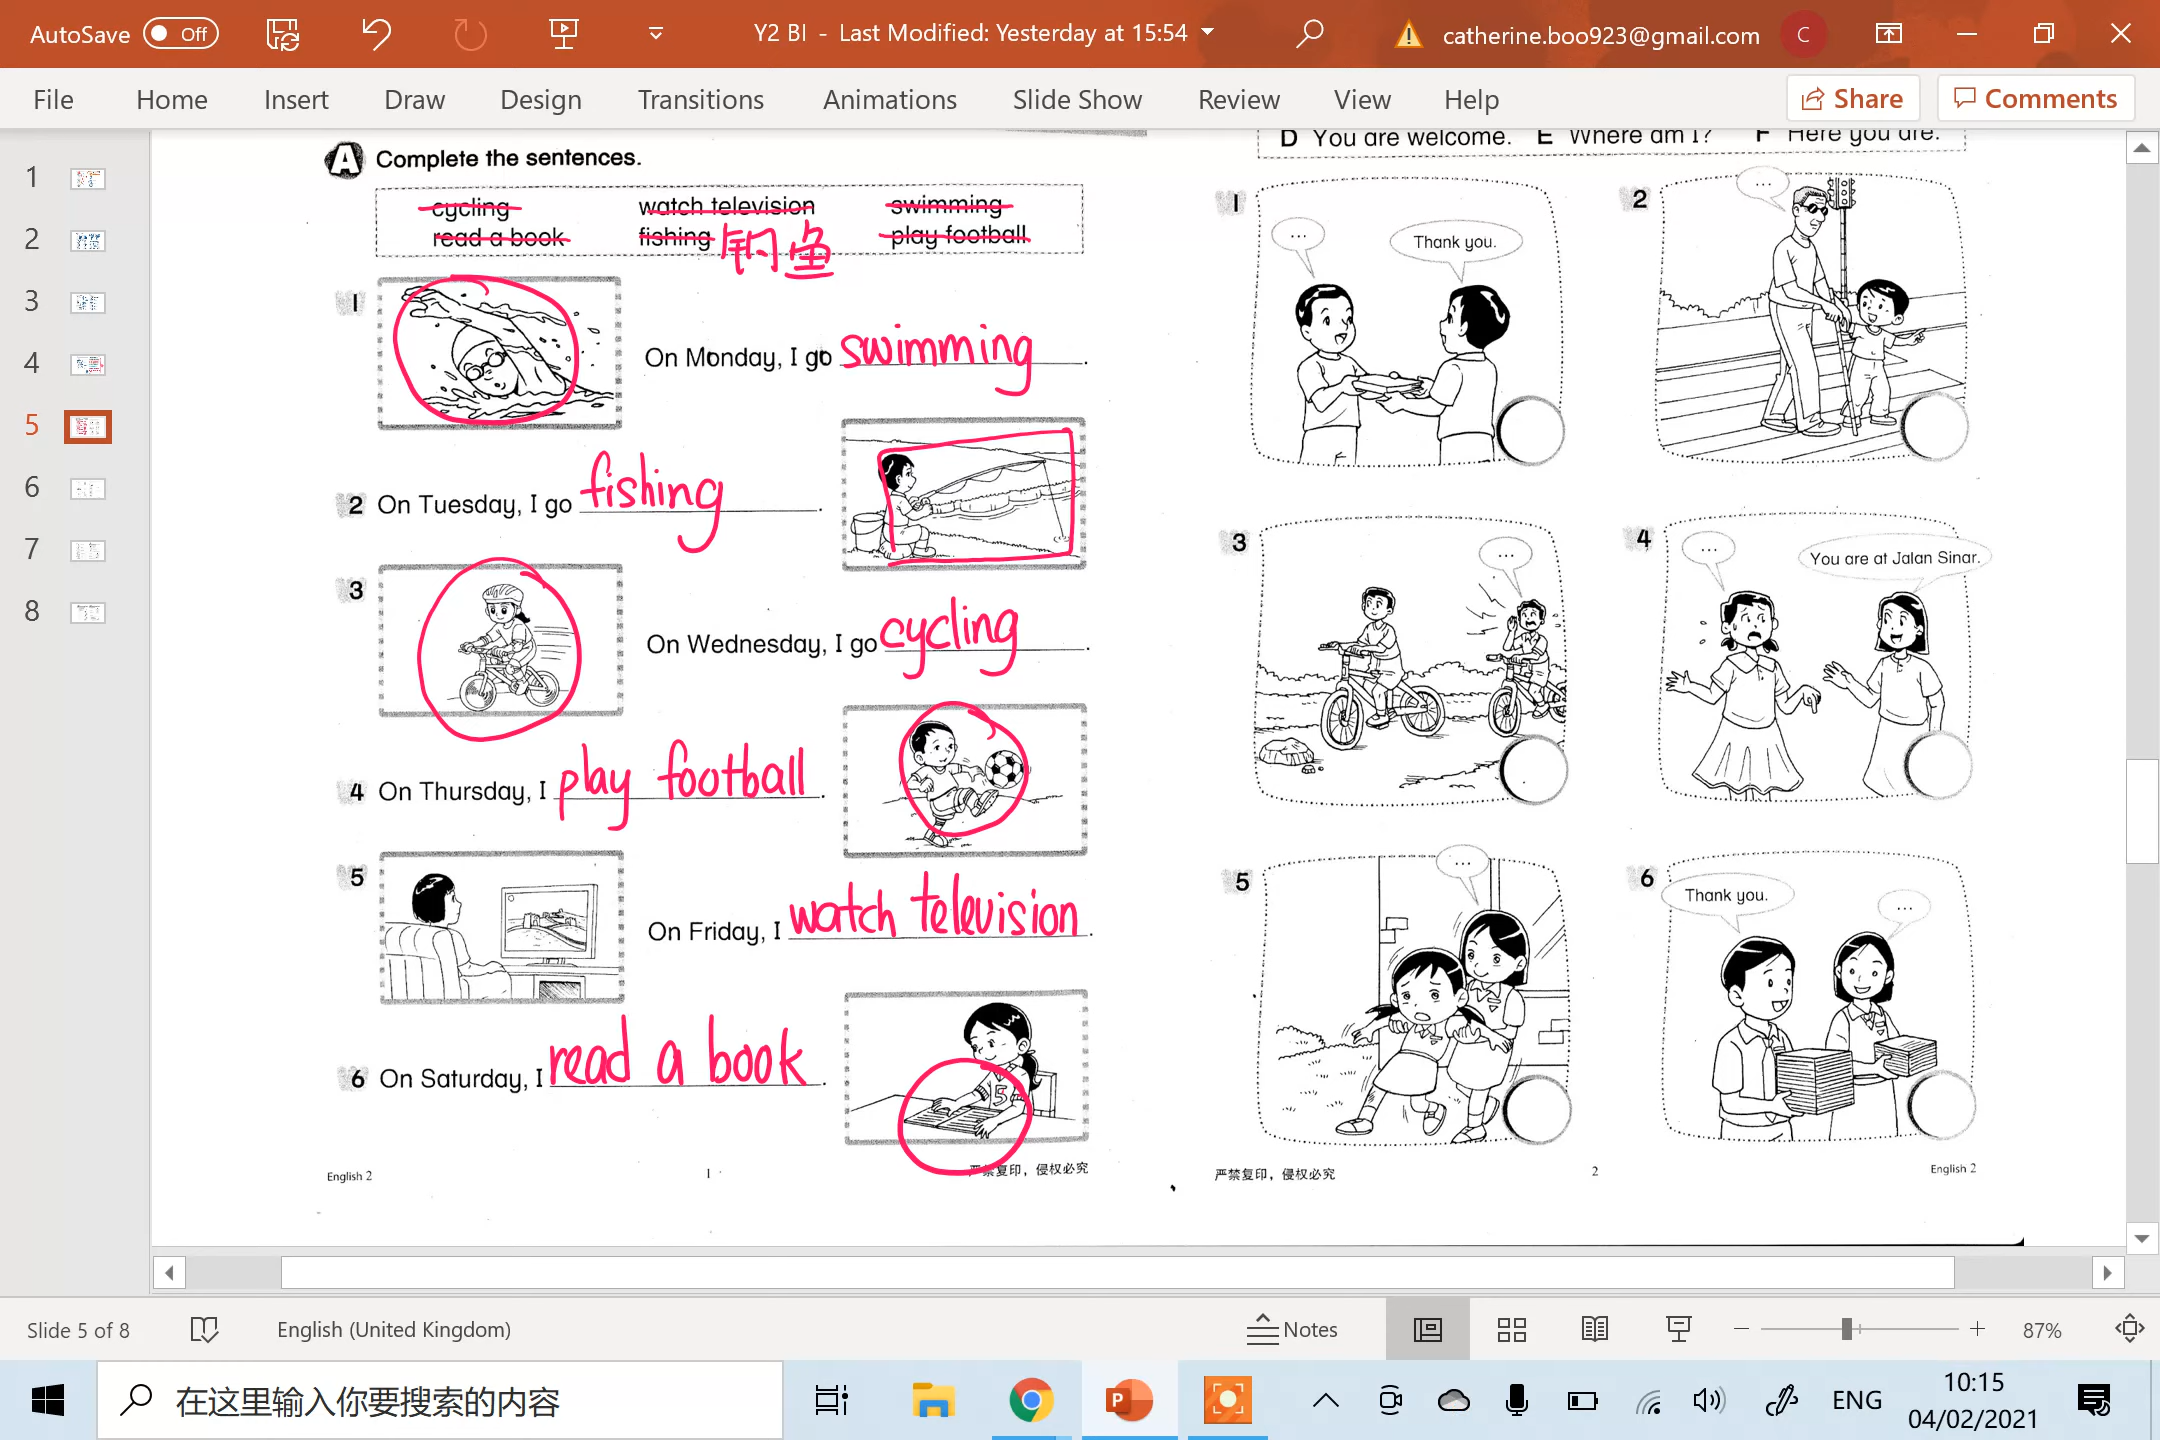 AutoSave Off Y2 BI - Last Modified: Yesterday at 15:54 catherine.boo923@gmail.com C
File Home Insert Draw Design Transitions Animations Slide Show Review View Help Share Comments
1
2
3
4
5
6
7
8
A Complete the sentences.
cycling watch television swimming
read a book fishing play football
钓鱼
1
On Monday, I go swimming.
2 On Tuesday, I go fishing.
3
On Wednesday, I go cycling.
4 On Thursday, I play football.
5
On Friday, I watch television.
6 On Saturday, I read a book.
5
English 2 1 严禁复印，侵权必究
D You are welcome. E Where am I? F Here you are.
1
...
Thank you.
2
...
3
...
4
...
You are at Jalan Sinar.
5
...
6
Thank you.
...
严禁复印，侵权必究 2 English 2
Slide 5 of 8 English (United Kingdom) Notes 87%
在这里输入你要搜索的内容 P ENG 10:15
04/02/2021